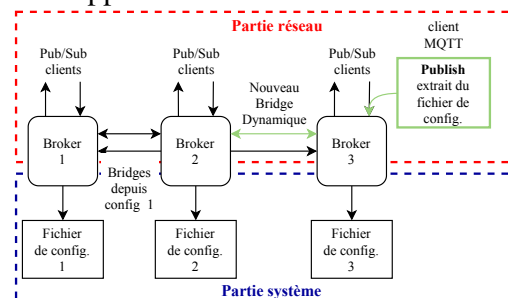 Partie réseau
client
MQTT
Pub/Sub
clients
Pub/Sub
clients
Pub/Sub
clients
Publish
extrait du
fichier de
config.
Nouveau
Bridge
Dynamique
Broker
1
Broker
2
Broker
3
Bridges
depuis
config 1
Fichier
de config.
1
Fichier
de config.
2
Fichier
de config.
3
Partie système